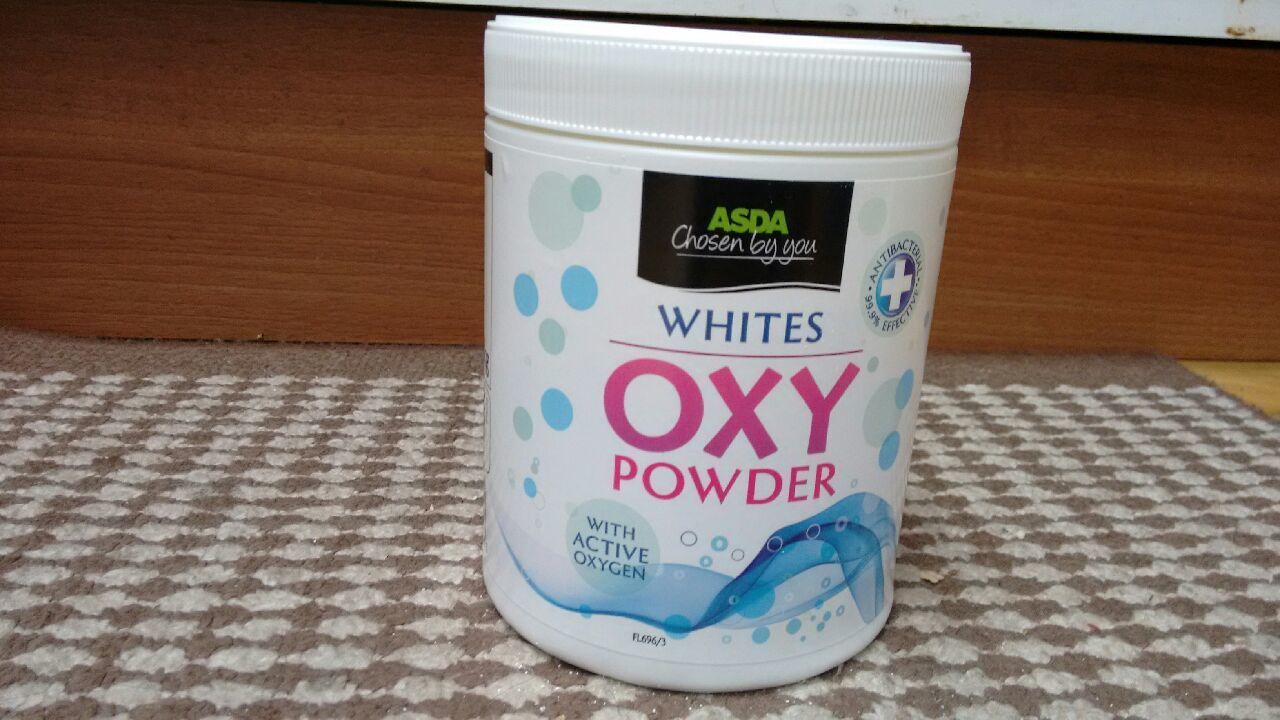 ASDA
Chosen by you
ANTIBACTERIAL
99.9% EFFECTIVE
WHITES
OXY
POWDER
WITH
ACTIVE
OXYGEN
FL696/3